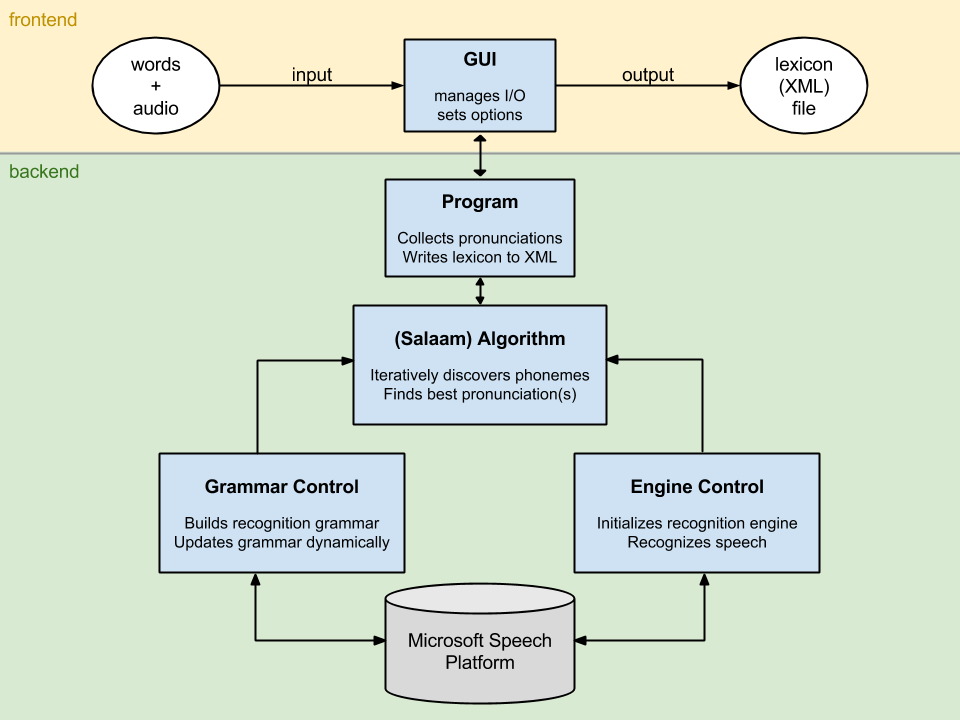 frontend
words
+
audio
input
GUI
manages I/O
sets options
output
lexicon
(XML)
file
backend
Program
Collects pronunciations
Writes lexicon to XML
(Salaam) Algorithm
Iteratively discovers phonemes
Finds best pronunciation(s)
Grammar Control
Builds recognition grammar
Updates grammar dynamically
Engine Control
Initializes recognition engine
Recognizes speech
Microsoft Speech
Platform